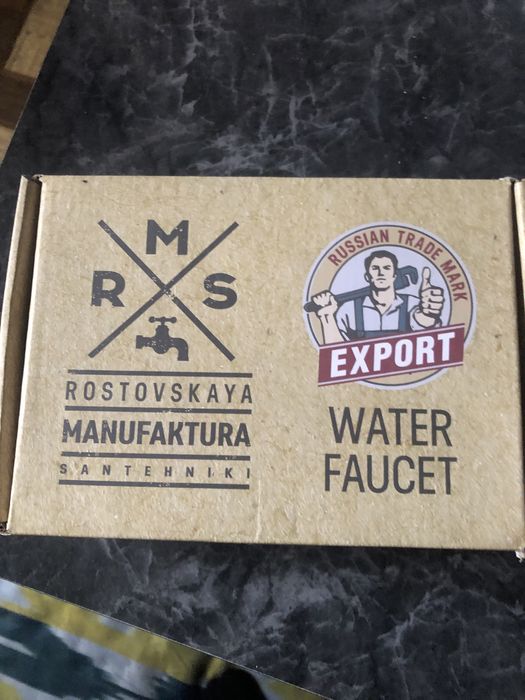 M
R S
ROSTOVSKAYA
MANUFAKTURA
SANTEHNIKI
RUSSIAN TRADE MARK
EXPORT
WATER
FAUCET